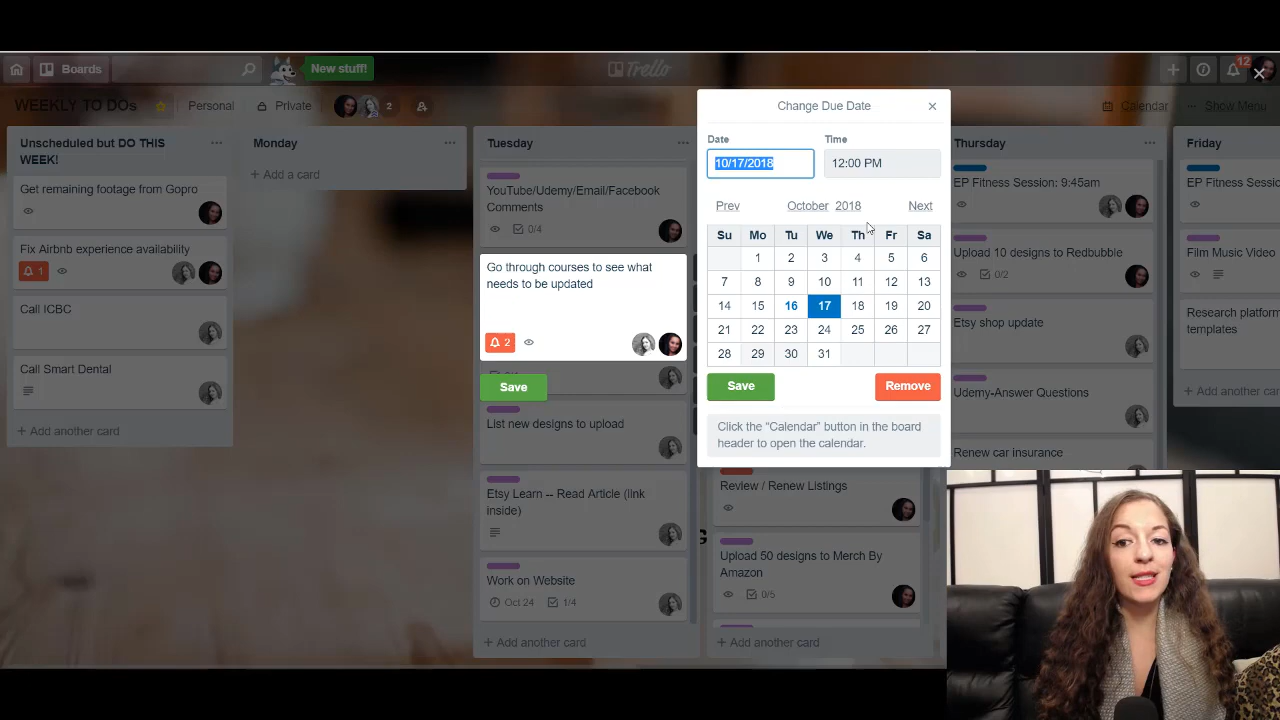 Boards
New stuff!
Trello
12
WEEKLY TO DOs
Personal
Private
2
Calendar
Show Menu
Unscheduled but DO THIS
WEEK!
Get remaining footage from Gopro
Fix Airbnb experience availability
1
Call ICBC
Call Smart Dental
+ Add another card
Monday
+ Add a card
Tuesday
YouTube/Udemy/Email/Facebook
Comments
0/4
Go through courses to see what
needs to be updated
2
Save
List new designs to upload
Etsy Learn -- Read Article (link
inside)
Work on Website
Oct 24
1/4
+ Add another card
Change Due Date
Date
Time
10/17/2018
12:00 PM
Prev
October 2018
Next
Su Mo Tu We Th Fr Sa
1 2 3 4 5 6
7 8 9 10 11 12 13
14 15 16 17 18 19 20
21 22 23 24 25 26 27
28 29 30 31
Save
Remove
Click the “Calendar” button in the board
header to open the calendar.
Review / Renew Listings
Upload 50 designs to Merch By
Amazon
0/5
+ Add another card
Thursday
EP Fitness Session: 9:45am
Upload 10 designs to Redbubble
0/2
Etsy shop update
Udemy-Answer Questions
Renew car insurance
Friday
EP Fitness Sessio
Film Music Video
Research platform
templates
+ Add another